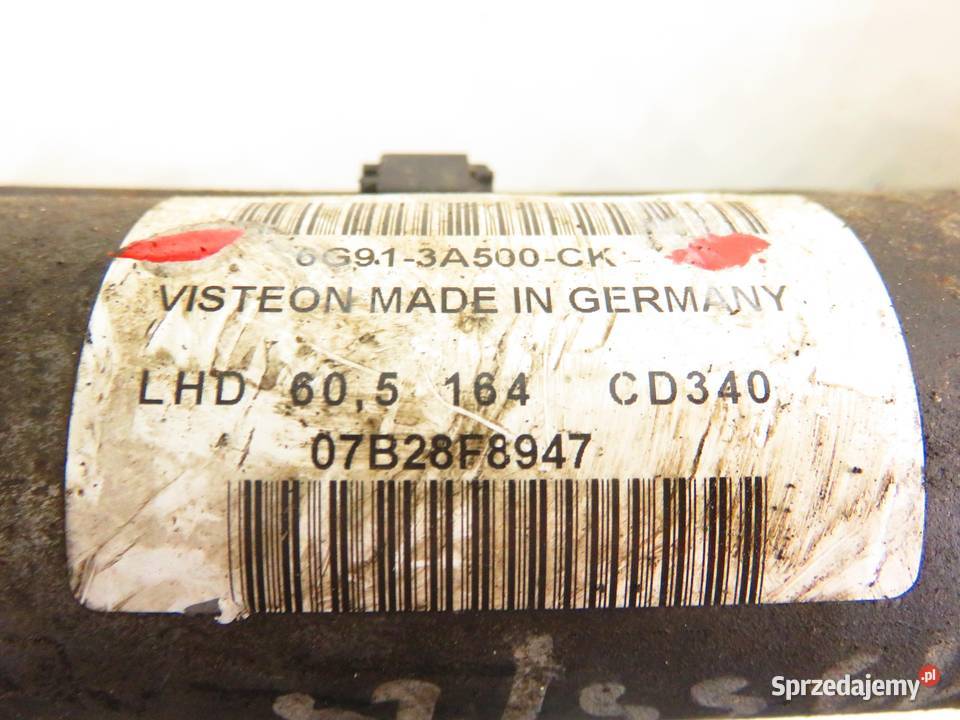 6G91-3A500-CK
VISTEON MADE IN GERMANY
LHD 60,5 164 CD340
07B28F8947
Sprzedajemy.pl